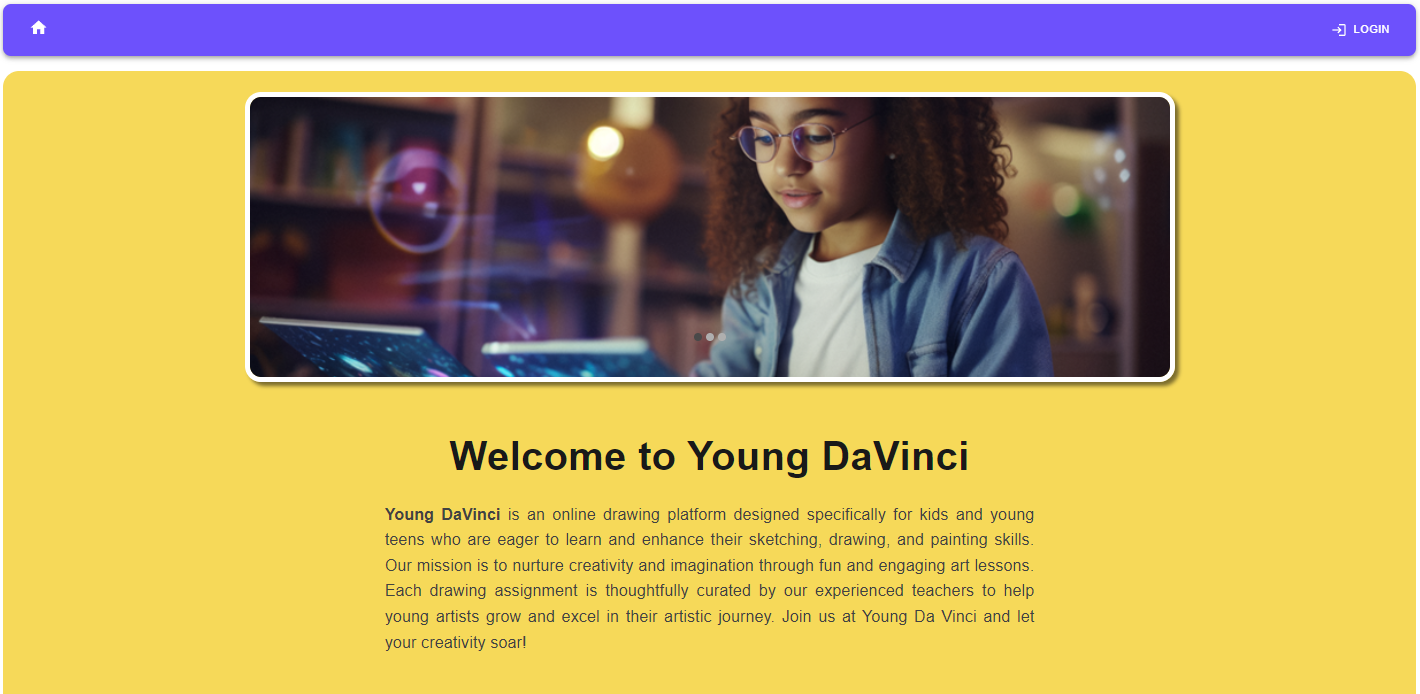 LOGIN
Welcome to Young DaVinci
Young DaVinci is an online drawing platform designed specifically for kids and young
teens who are eager to learn and enhance their sketching, drawing, and painting skills.
Our mission is to nurture creativity and imagination through fun and engaging art lessons.
Each drawing assignment is thoughtfully curated by our experienced teachers to help
young artists grow and excel in their artistic journey. Join us at Young Da Vinci and let
your creativity soar!